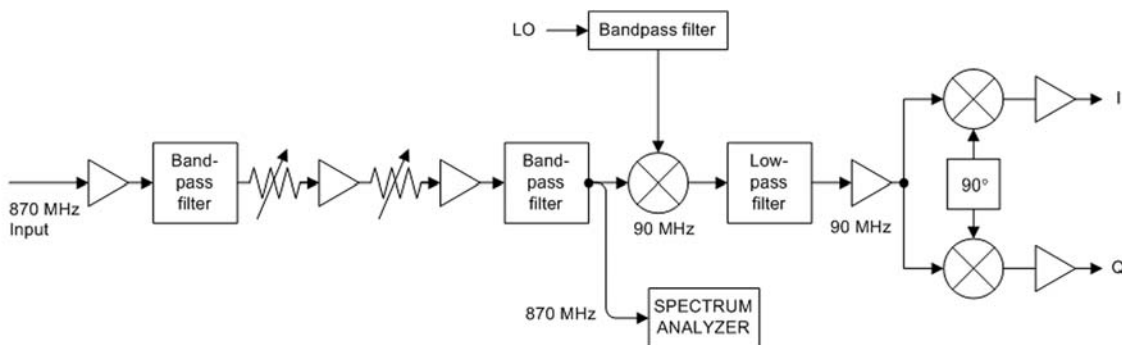 LO
Bandpass filter
I
870 MHz
Input
Band-
pass
filter
Band-
pass
filter
90 MHz
Low-
pass
filter
90 MHz
90°
Q
870 MHz
SPECTRUM
ANALYZER